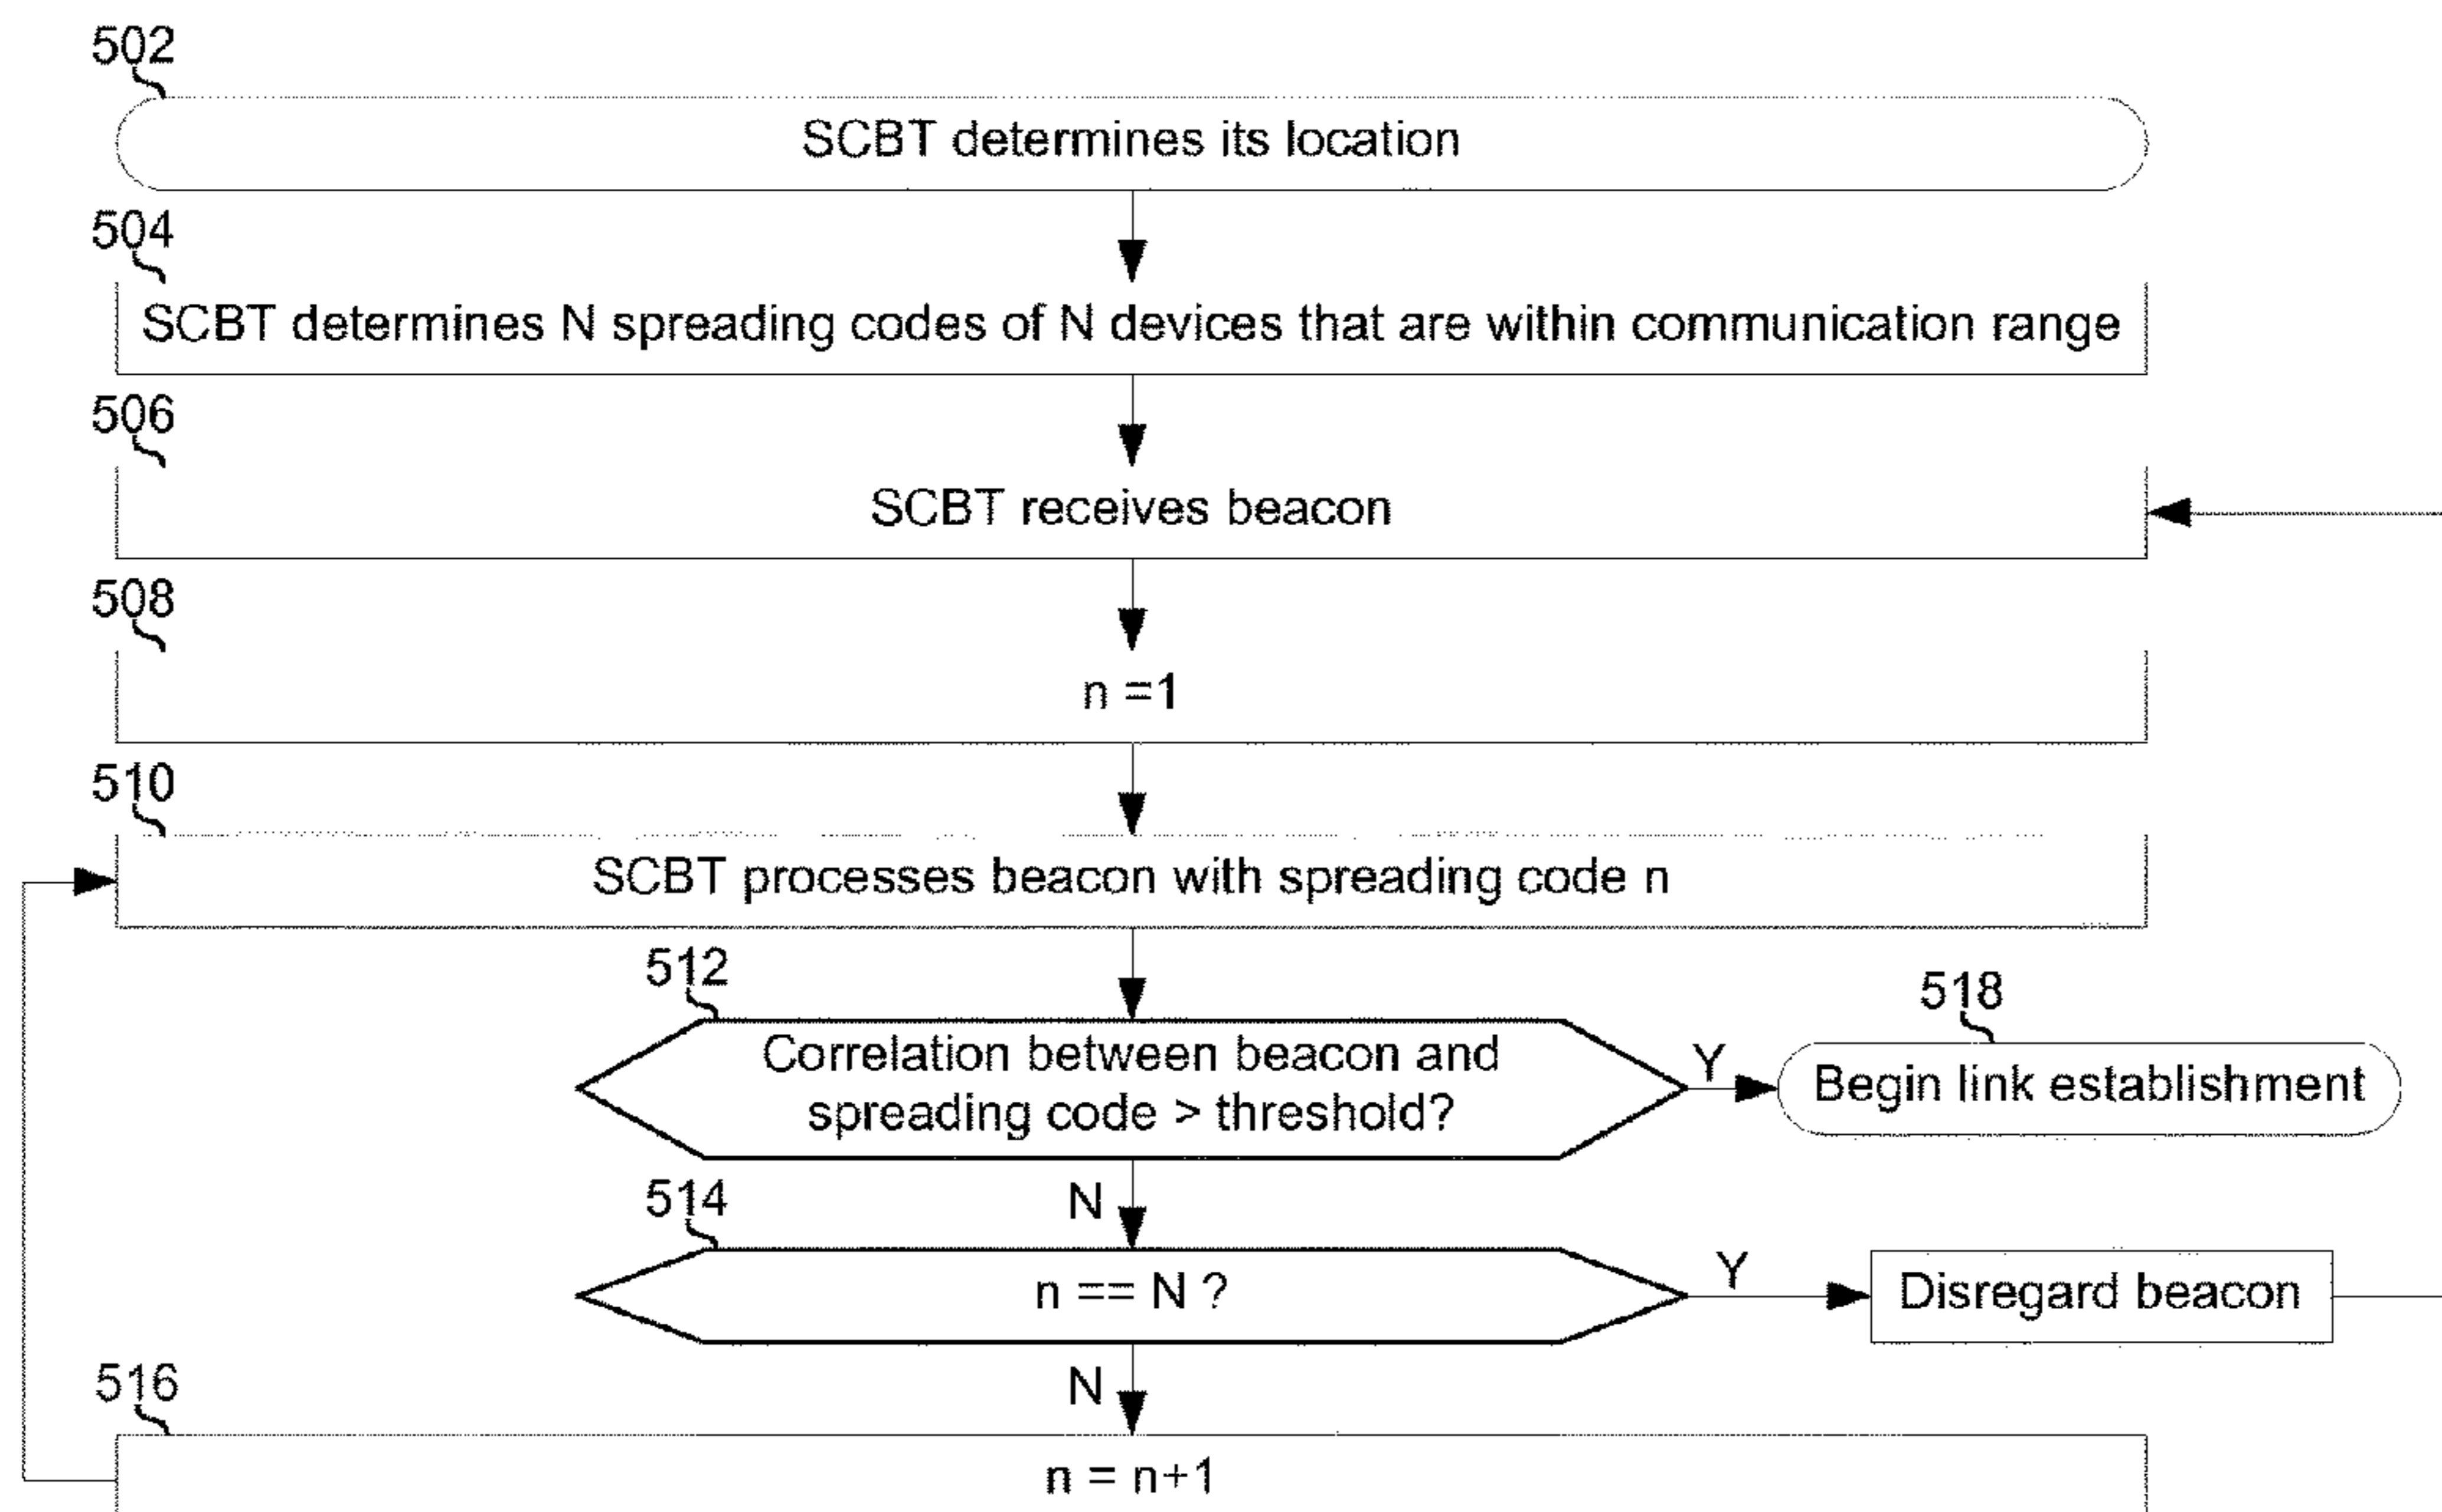 502
SCBT determines its location
504
SCBT determines N spreading codes of N devices that are within communication range
506
SCBT receives beacon
508
n =1
510
SCBT processes beacon with spreading code n
512
Correlation between beacon and
spreading code > threshold?
Y
518
Begin link establishment
N
514
n == N ?
Y
Disregard beacon
N
516
n = n+1